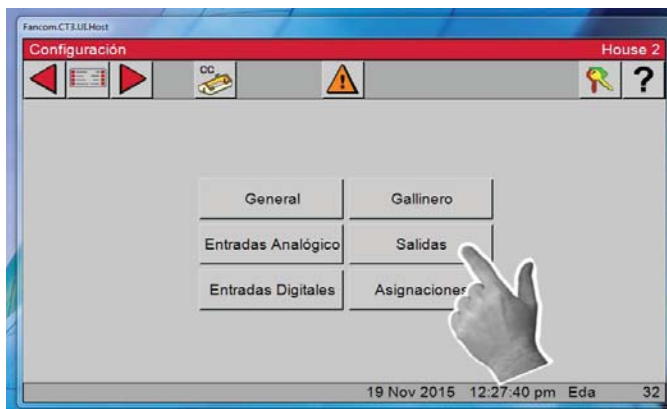 Fancom.CT3.UI.Host
Configuración House 2
CC ?
General Gallinero
Entradas Analógico Salidas
Entradas Digitales Asignaciones
19 Nov 2015 12:27:40 pm Eda 32